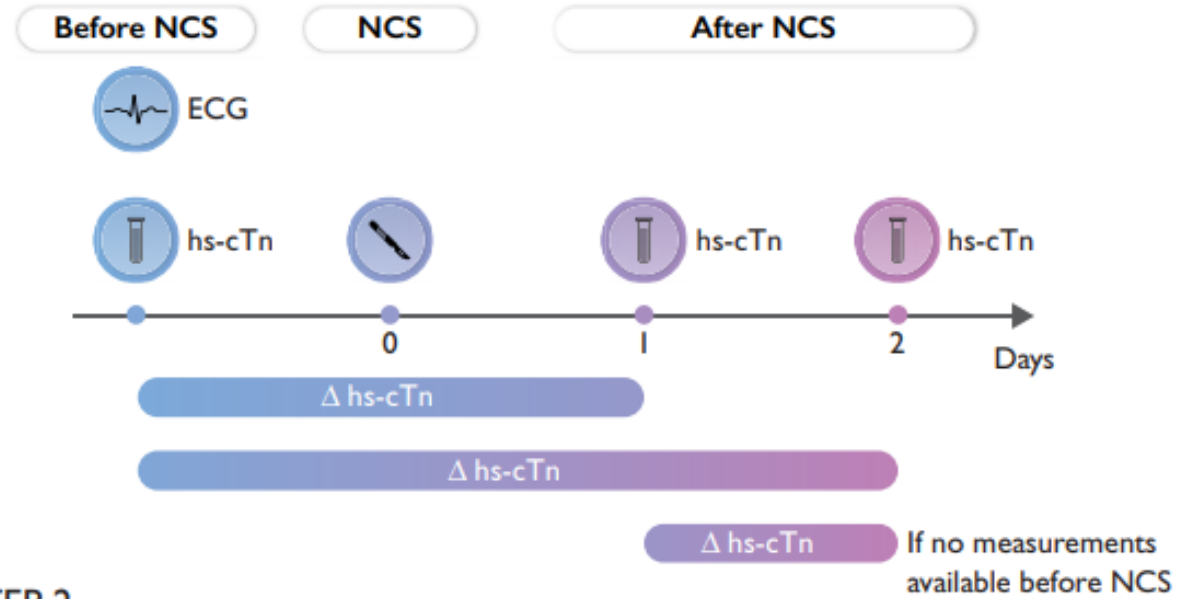 Before NCS
NCS
After NCS
ECG
hs-cTn
hs-cTn
hs-cTn
0
1
2
Days
Δ hs-cTn
Δ hs-cTn
Δ hs-cTn
If no measurements
available before NCS